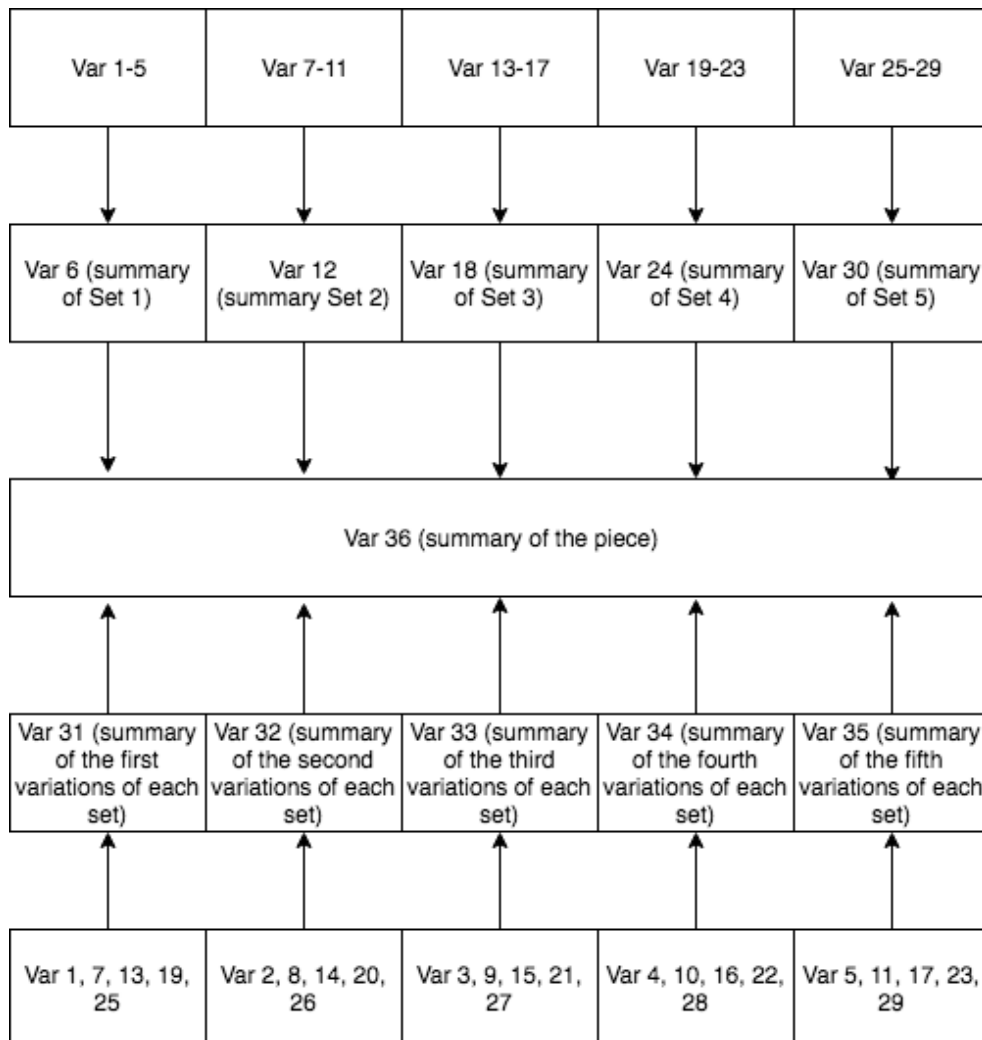 Var 1-5
Var 7-11
Var 13-17
Var 19-23
Var 25-29
Var 6 (summary
of Set 1)
Var 12
(summary Set 2)
Var 18 (summary
of Set 3)
Var 24 (summary
of Set 4)
Var 30 (summary
of Set 5)
Var 36 (summary of the piece)
Var 31 (summary
of the first
variations of each
set)
Var 32 (summary
of the second
variations of each
set)
Var 33 (summary
of the third
variations of each
set)
Var 34 (summary
of the fourth
variations of each
set)
Var 35 (summary
of the fifth
variations of each
set)
Var 1, 7, 13, 19,
25
Var 2, 8, 14, 20,
26
Var 3, 9, 15, 21,
27
Var 4, 10, 16, 22,
28
Var 5, 11, 17, 23,
29